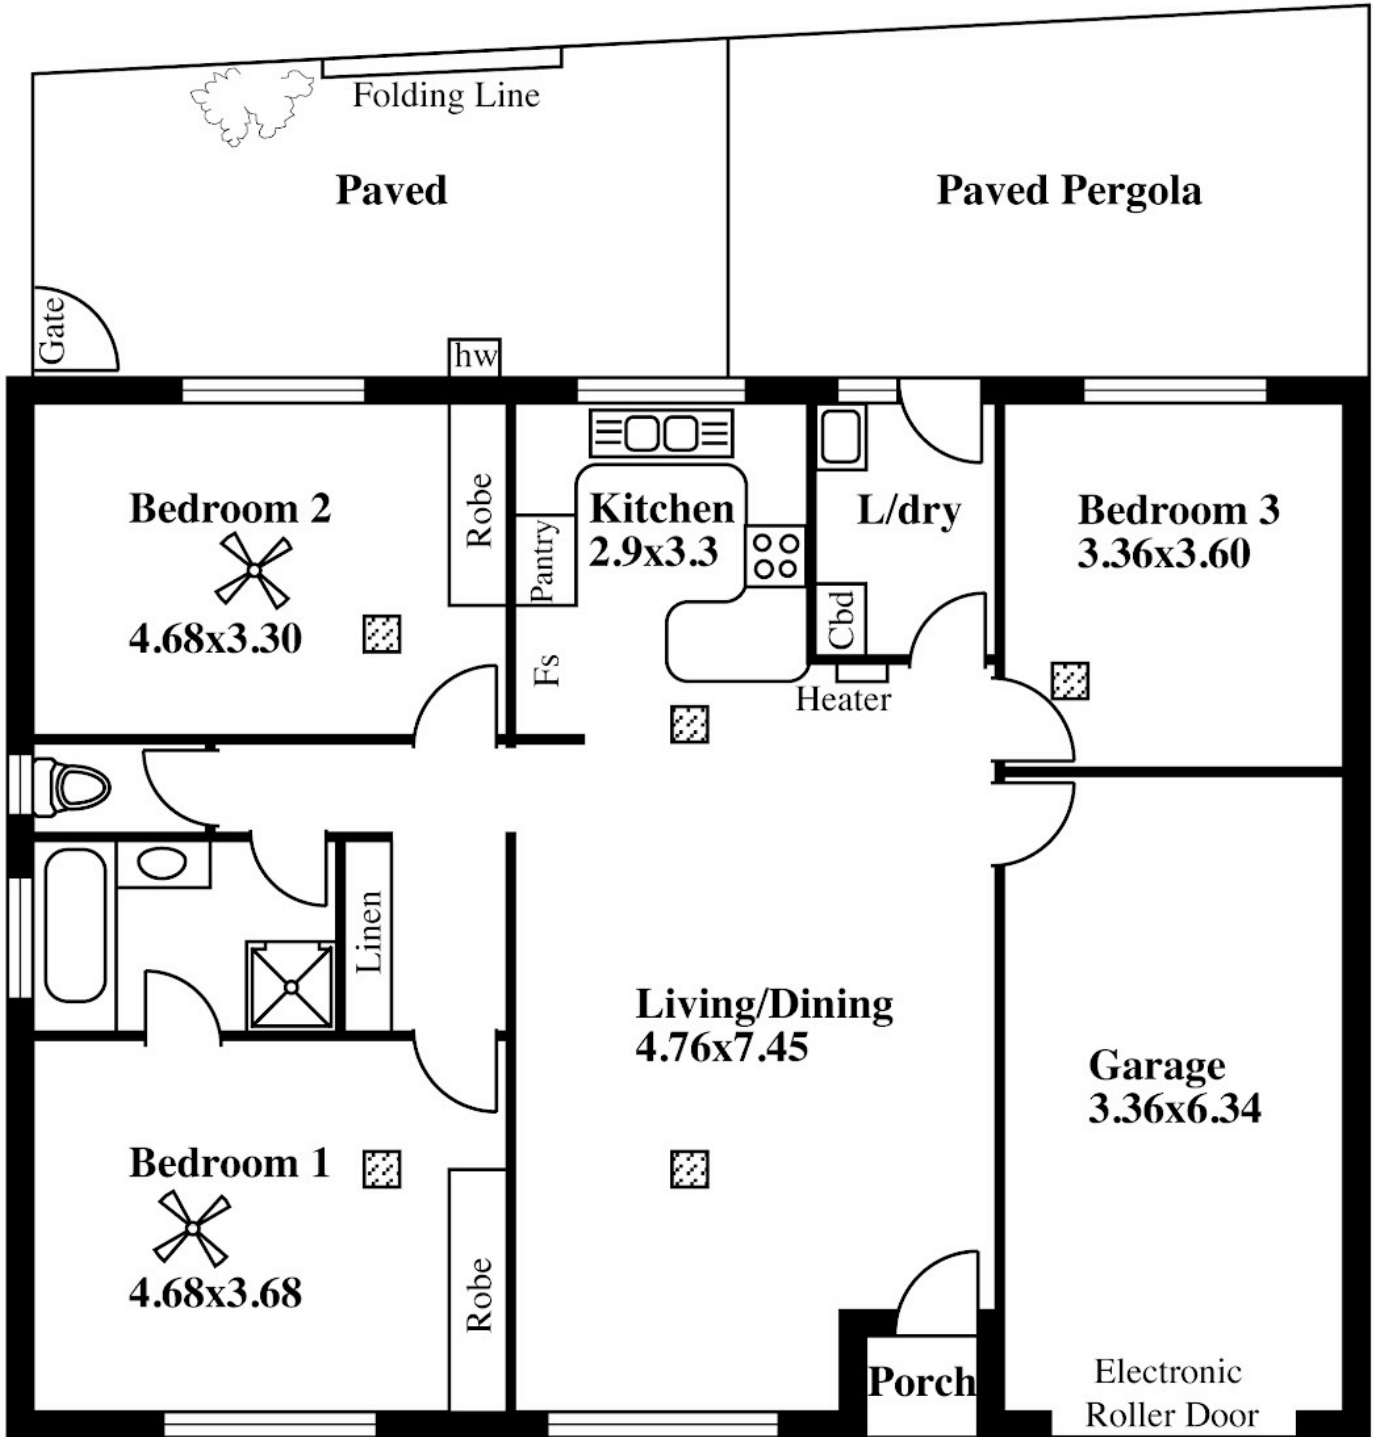 Folding Line
Paved
Paved Pergola
Gate
hw
Bedroom 2
4.68x3.30
Robe
Pantry
Kitchen
2.9x3.3
Fs
L/dry
Cbd
Heater
Bedroom 3
3.36x3.60
Linen
Living/Dining
4.76x7.45
Garage
3.36x6.34
Bedroom 1
4.68x3.68
Robe
Porch
Electronic
Roller Door